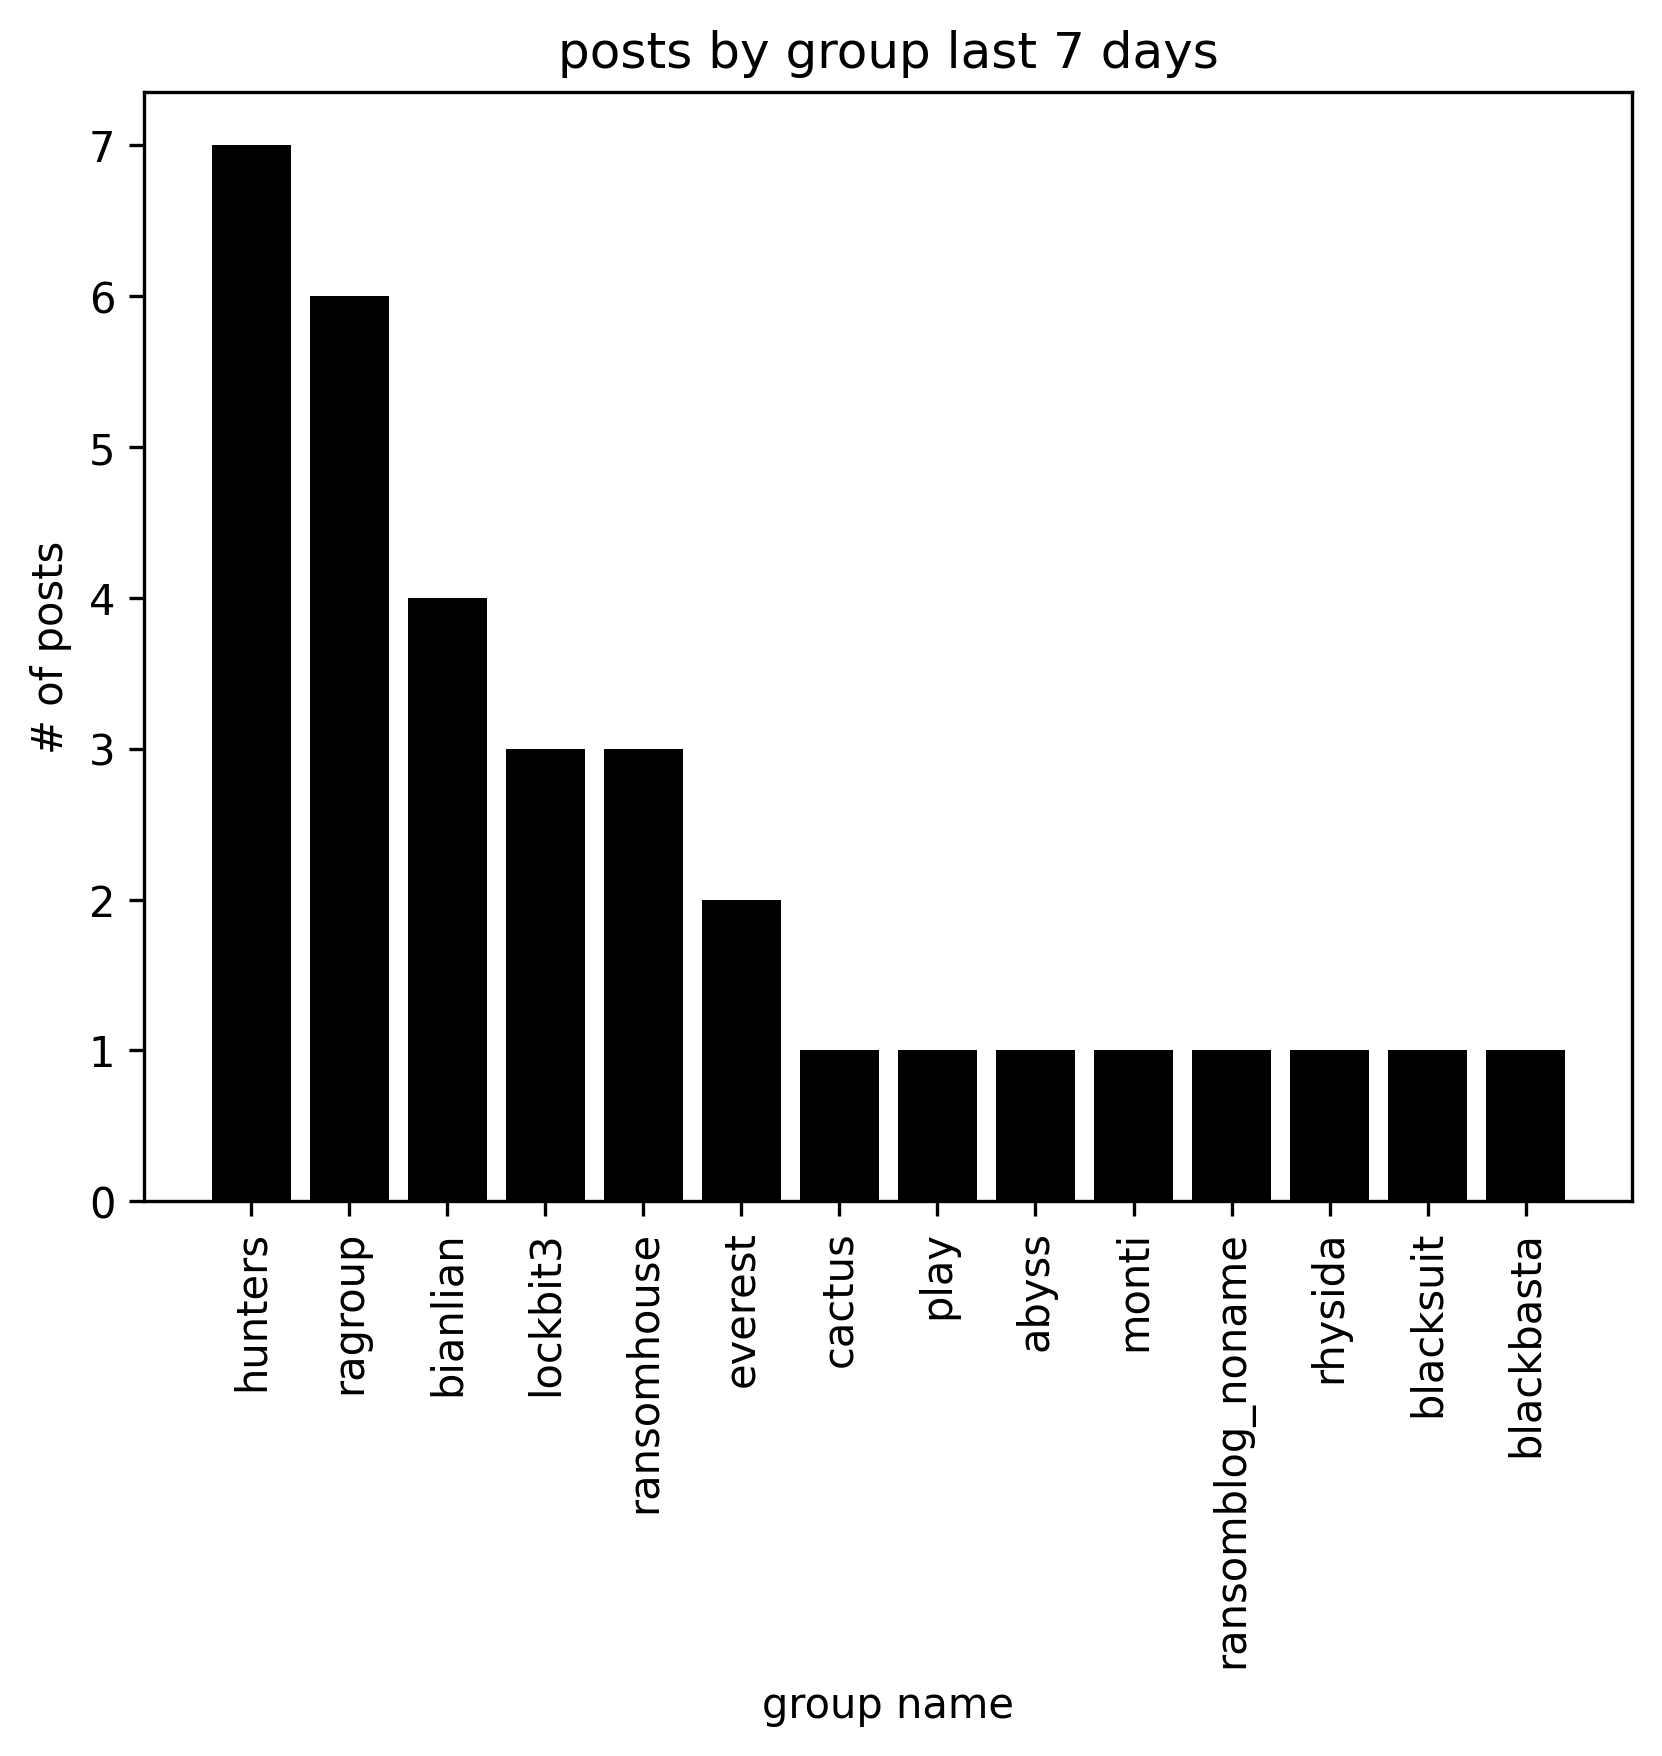 posts by group last 7 days
# of posts
7
6
5
4
3
2
1
0
hunters
ragroup
bianlian
lockbit3
ransomhouse
everest
cactus
play
abyss
monti
ransomblog_noname
rhysida
blacksuit
blackbasta
group name